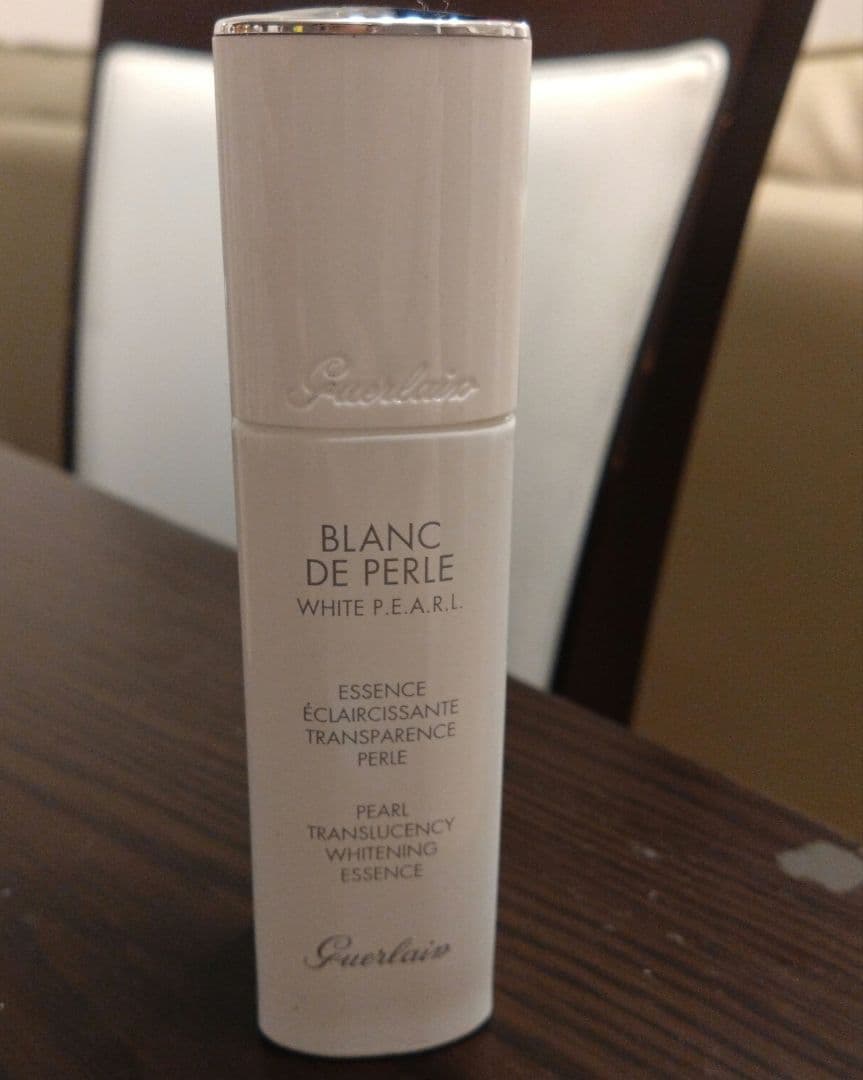 Guerlain
BLANC
DE PERLE
WHITE P.E.A.R.L.
ESSENCE
ÉCLAIRCISSANTE
TRANSPARENCE
PERLE
PEARL
TRANSLUCENCY
WHITENING
ESSENCE
Guerlain